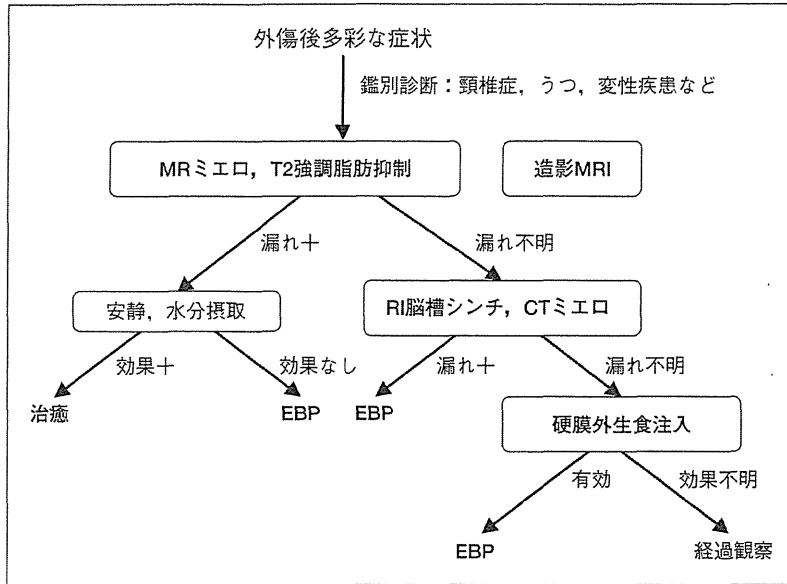 外傷後多彩な症状
鑑別診断：頸椎症，うつ，変性疾患など
MRミエロ，T2強調脂肪抑制
造影MRI
漏れ＋
漏れ不明
安静，水分摂取
RI脳槽シンチ，CTミエロ
効果＋
効果なし
漏れ＋
漏れ不明
治癒
EBP
EBP
硬膜外生食注入
有効
効果不明
EBP
経過観察